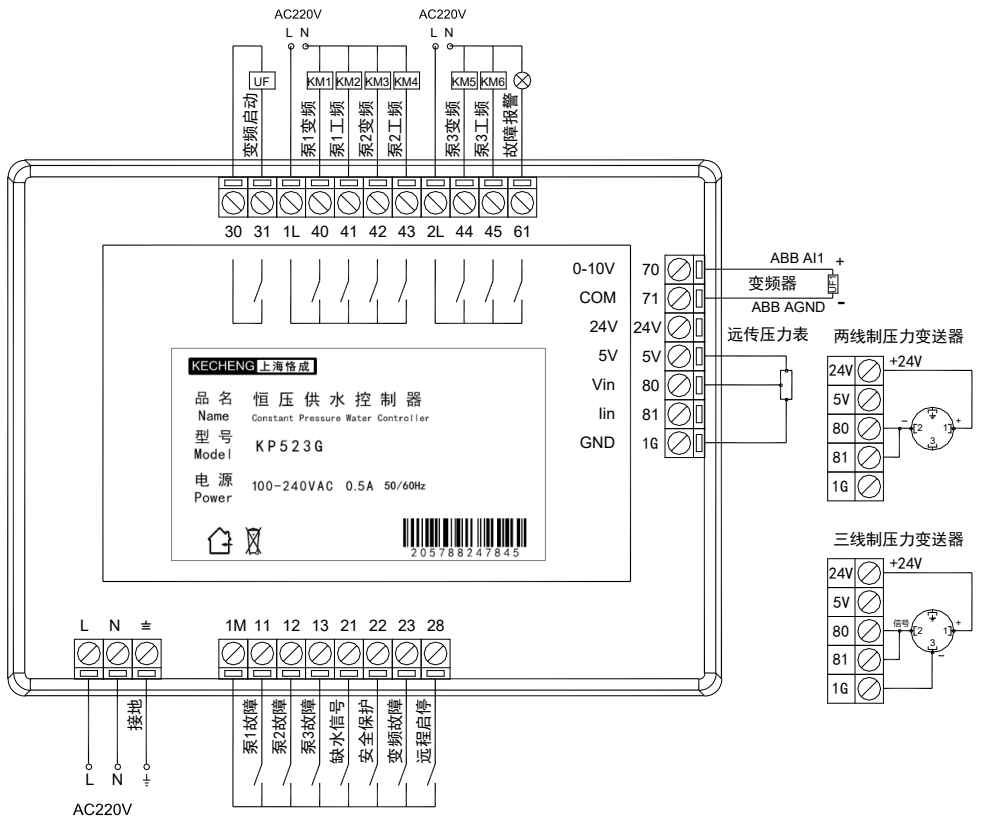 AC220V
AC220V
L N
L N
UF
KM1
KM2
KM3
KM4
KM5
KM6
变频启动
泵1变频
泵1工频
泵2变频
泵2工频
泵3变频
泵3工频
故障报警
30 31 1L 40 41 42 43 2L 44 45 61
0-10V 70
COM 71
24V 24V
5V 5V
Vin 80
Iin 81
GND 1G
ABB AI1 +
变频器
UF1
ABB AGND -
远传压力表
KECHENG 上海恪成
品名 恒压供水控制器
Name Constant Pressure Water Controller
型号
Model KP523G
电源
Power 100-240VAC 0.5A 50/60Hz
205788247845
两线制压力变送器
24V +24V
5V
80 - 2 1 +
3
81
1G
三线制压力变送器
24V +24V
5V
80 信号 2 1 +
3
81 -
1G
L N
1M 11 12 13 21 22 23 28
接地
泵1故障
泵2故障
泵3故障
缺水信号
安全保护
变频故障
远程启停
L N
AC220V